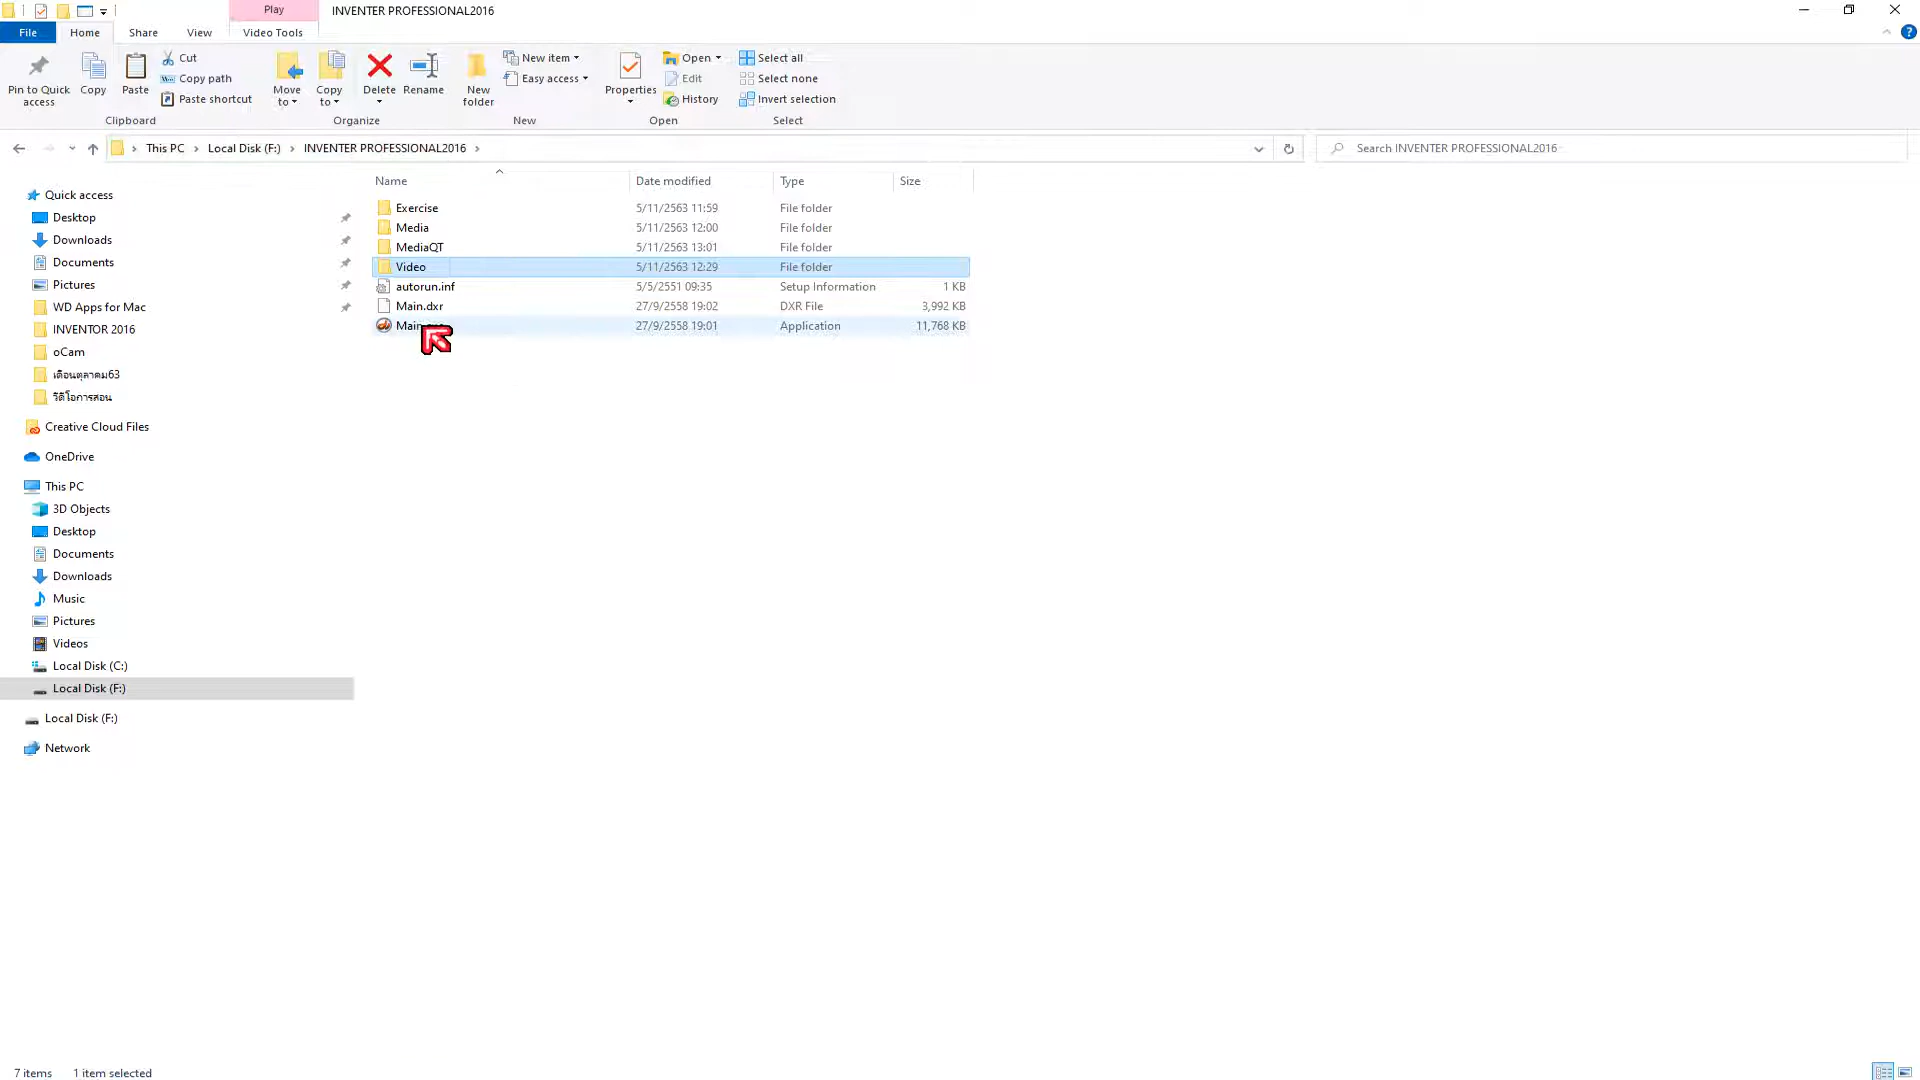 Play
INVENTER PROFESSIONAL2016
File
Home
Share
View
Video Tools
Pin to Quick access
Copy
Paste
Cut
Copy path
Paste shortcut
Clipboard
Move to
Copy to
Delete
Rename
Organize
New folder
New item
Easy access
New
Properties
Open
Edit
History
Open
Select all
Select none
Invert selection
Select
This PC
Local Disk (F:)
INVENTER PROFESSIONAL2016
Search INVENTER PROFESSIONAL2016
Name Date modified Type Size
Exercise 5/11/2563 11:59 File folder
Media 5/11/2563 12:00 File folder
MediaQT 5/11/2563 13:01 File folder
Video 5/11/2563 12:29 File folder
autorun.inf 5/5/2551 09:35 Setup Information 1 KB
Main.dxr 27/9/2558 19:02 DXR File 3,992 KB
Main 27/9/2558 19:01 Application 11,768 KB
Quick access
Desktop
Downloads
Documents
Pictures
WD Apps for Mac
INVENTOR 2016
oCam
เดือนตุลาคม63
วีดีโอการสอน
Creative Cloud Files
OneDrive
This PC
3D Objects
Desktop
Documents
Downloads
Music
Pictures
Videos
Local Disk (C:)
Local Disk (F:)
Local Disk (F:)
Network
7 items 1 item selected